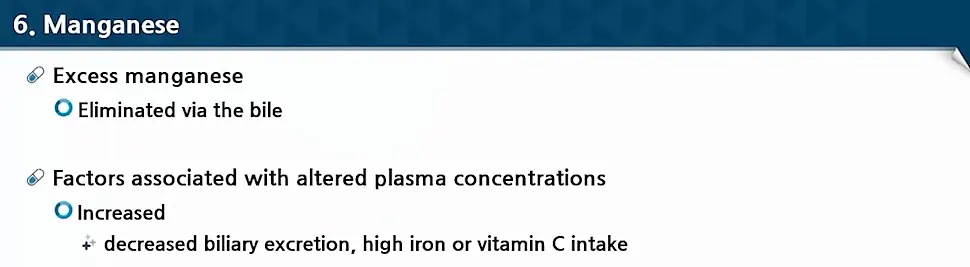 6. Manganese
Excess manganese
Eliminated via the bile
Factors associated with altered plasma concentrations
Increased
decreased biliary excretion, high iron or vitamin C intake